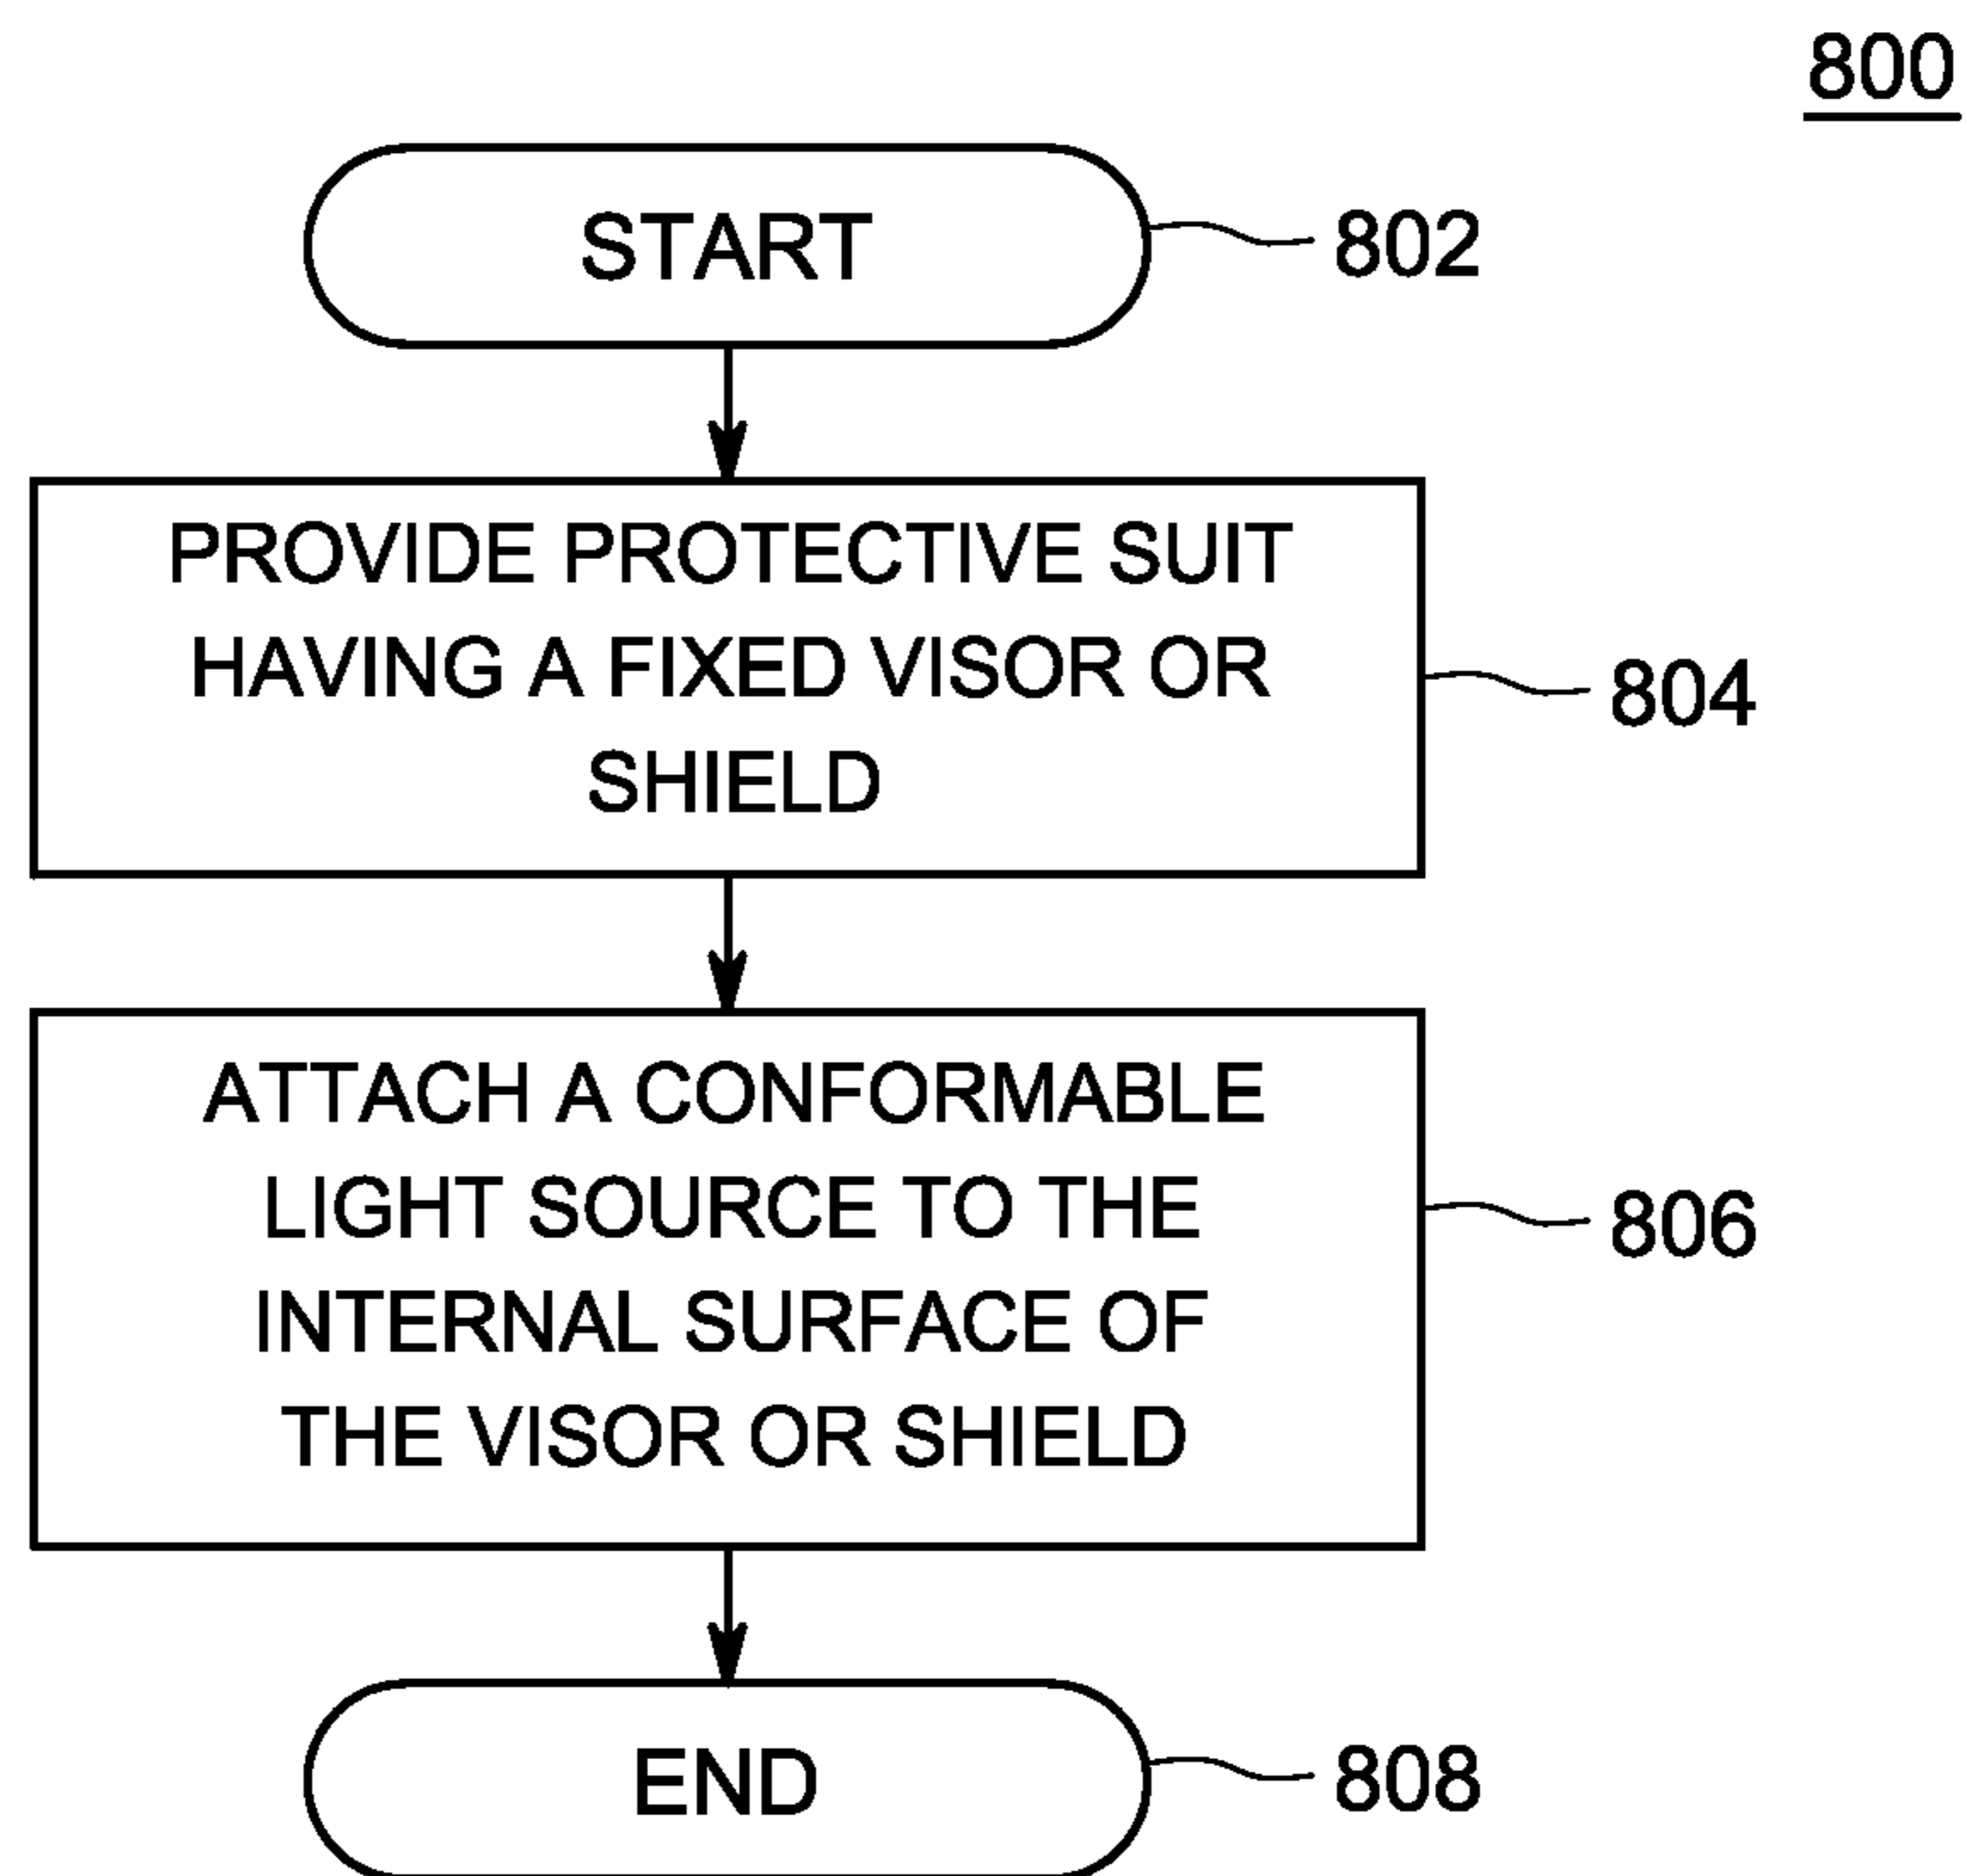 800
START
802
PROVIDE PROTECTIVE SUIT
HAVING A FIXED VISOR OR
SHIELD
804
ATTACH A CONFORMABLE
LIGHT SOURCE TO THE
INTERNAL SURFACE OF
THE VISOR OR SHIELD
806
END
808